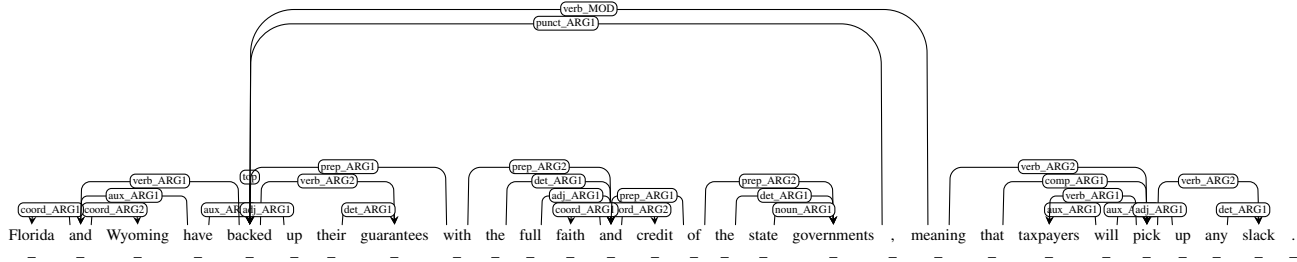 verb_MOD
punct_ARG1
prep_ARG1 prep_ARG2 verb_ARG2
top
verb_ARG1 verb_ARG2 det_ARG1 prep_ARG2 comp_ARG1 verb_ARG2
aux_ARG1 adj_ARG1 prep_ARG1 det_ARG1 verb_ARG1
coord_ARG1 coord_ARG2 adj_ARG1 det_ARG1 coord_ARG1 noun_ARG1 aux_ARG1 adj_ARG1 det_ARG1
Florida and Wyoming have backed up their guarantees with the full faith and credit of the state governments , meaning that taxpayers will pick up any slack .
_ _ _ _ _ _ _ _ _ _ _ _ _ _ _ _ _ _ _ _ _ _ _ _ _ _ _ _